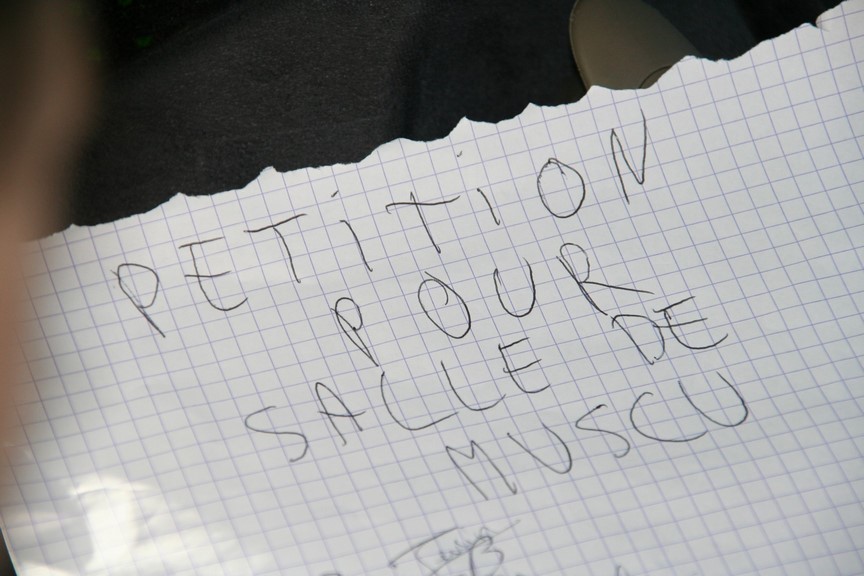 PETITION
POUR
SALLE DE
MUSCU